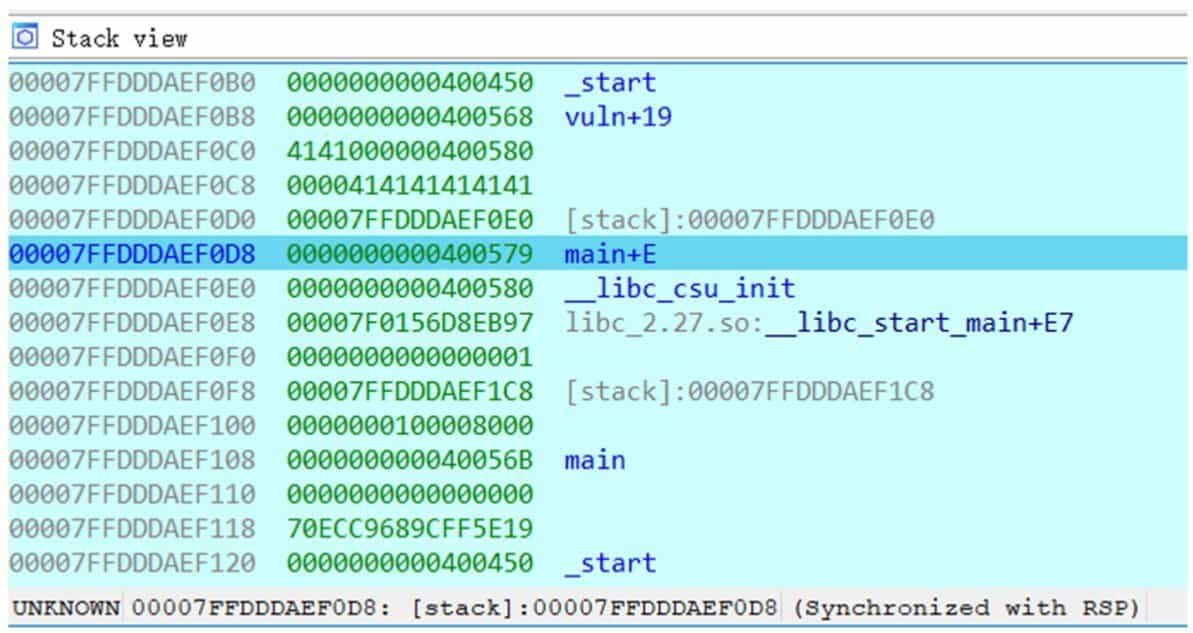 Stack view
00007FFDDDAEF0B0 0000000000400450 _start
00007FFDDDAEF0B8 0000000000400568 vuln+19
00007FFDDDAEF0C0 4141000000400580
00007FFDDDAEF0C8 0000414141414141
00007FFDDDAEF0D0 00007FFDDDAEF0E0 [stack]:00007FFDDDAEF0E0
00007FFDDDAEF0D8 0000000000400579 main+E
00007FFDDDAEF0E0 0000000000400580 __libc_csu_init
00007FFDDDAEF0E8 00007F0156D8EB97 libc_2.27.so:__libc_start_main+E7
00007FFDDDAEF0F0 0000000000000001
00007FFDDDAEF0F8 00007FFDDDAEF1C8 [stack]:00007FFDDDAEF1C8
00007FFDDDAEF100 0000000100008000
00007FFDDDAEF108 000000000040056B main
00007FFDDDAEF110 0000000000000000
00007FFDDDAEF118 70ECC9689CFF5E19
00007FFDDDAEF120 0000000000400450 _start
UNKNOWN 00007FFDDDAEF0D8: [stack]:00007FFDDDAEF0D8 (Synchronized with RSP)